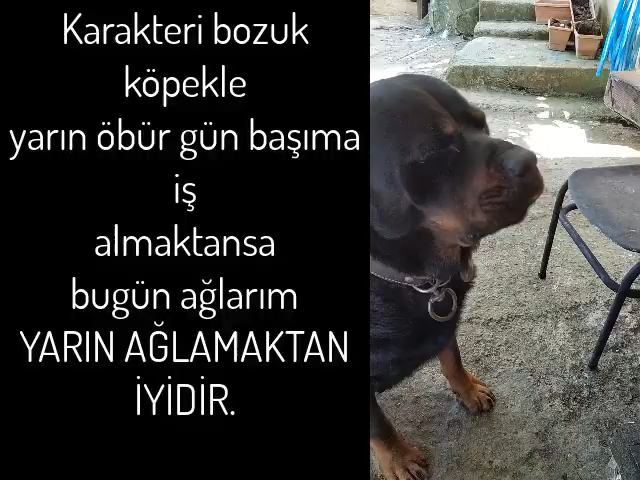 Karakteri bozuk
köpekle
yarın öbür gün başıma
iş
almaktansa
bugün ağlarım
YARIN AĞLAMAKTAN
İYİDİR.